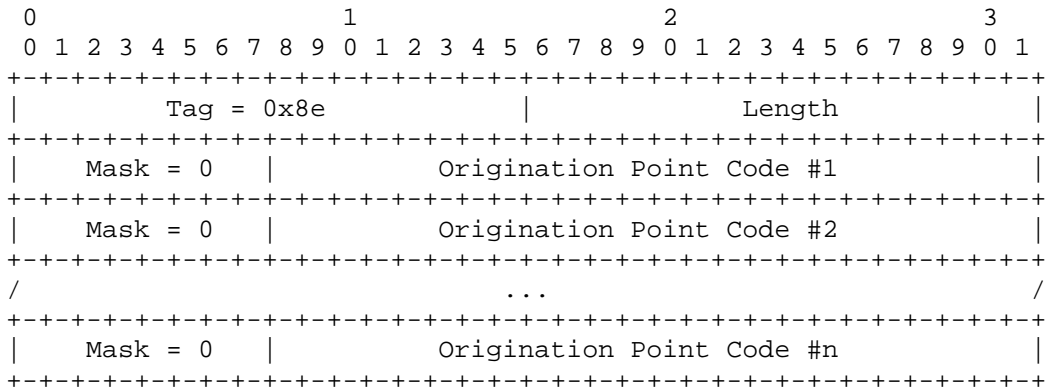 0                   1                   2                   3
 0 1 2 3 4 5 6 7 8 9 0 1 2 3 4 5 6 7 8 9 0 1 2 3 4 5 6 7 8 9 0 1
+-+-+-+-+-+-+-+-+-+-+-+-+-+-+-+-+-+-+-+-+-+-+-+-+-+-+-+-+-+-+-+-+
|         Tag = 0x8e            |             Length            |
+-+-+-+-+-+-+-+-+-+-+-+-+-+-+-+-+-+-+-+-+-+-+-+-+-+-+-+-+-+-+-+-+
|    Mask = 0   |          Origination Point Code #1            |
+-+-+-+-+-+-+-+-+-+-+-+-+-+-+-+-+-+-+-+-+-+-+-+-+-+-+-+-+-+-+-+-+
|    Mask = 0   |          Origination Point Code #2            |
+-+-+-+-+-+-+-+-+-+-+-+-+-+-+-+-+-+-+-+-+-+-+-+-+-+-+-+-+-+-+-+-+
/                              ...                              /
+-+-+-+-+-+-+-+-+-+-+-+-+-+-+-+-+-+-+-+-+-+-+-+-+-+-+-+-+-+-+-+-+
|    Mask = 0   |          Origination Point Code #n            |
+-+-+-+-+-+-+-+-+-+-+-+-+-+-+-+-+-+-+-+-+-+-+-+-+-+-+-+-+-+-+-+-+